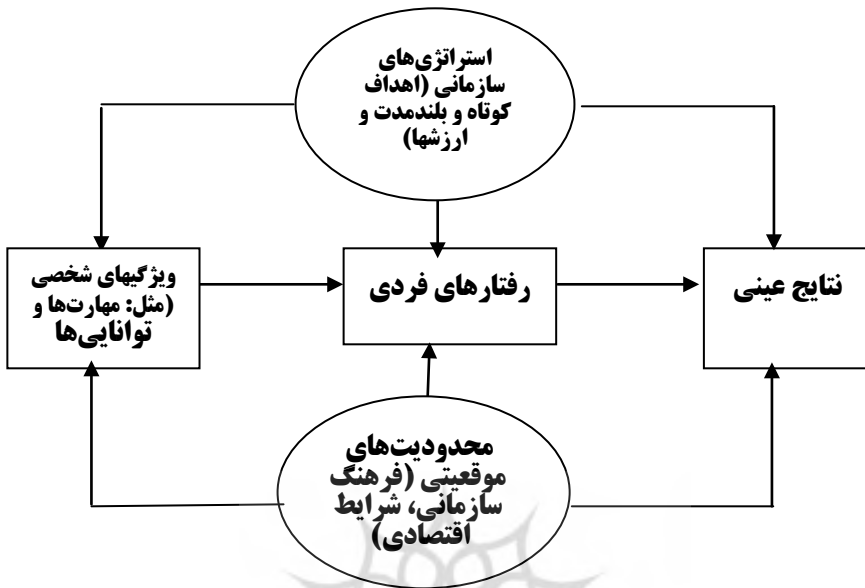 استراتژی‌های
سازمانی (اهداف
کوتاه و بلندمدت و
ارزشها)
ویژگیهای شخصی
(مثل: مهارت‌ها و
توانایی‌ها
رفتارهای فردی
نتایج عینی
محدودیت‌های
موقعیتی (فرهنگ
سازمانی، شرایط
اقتصادی)